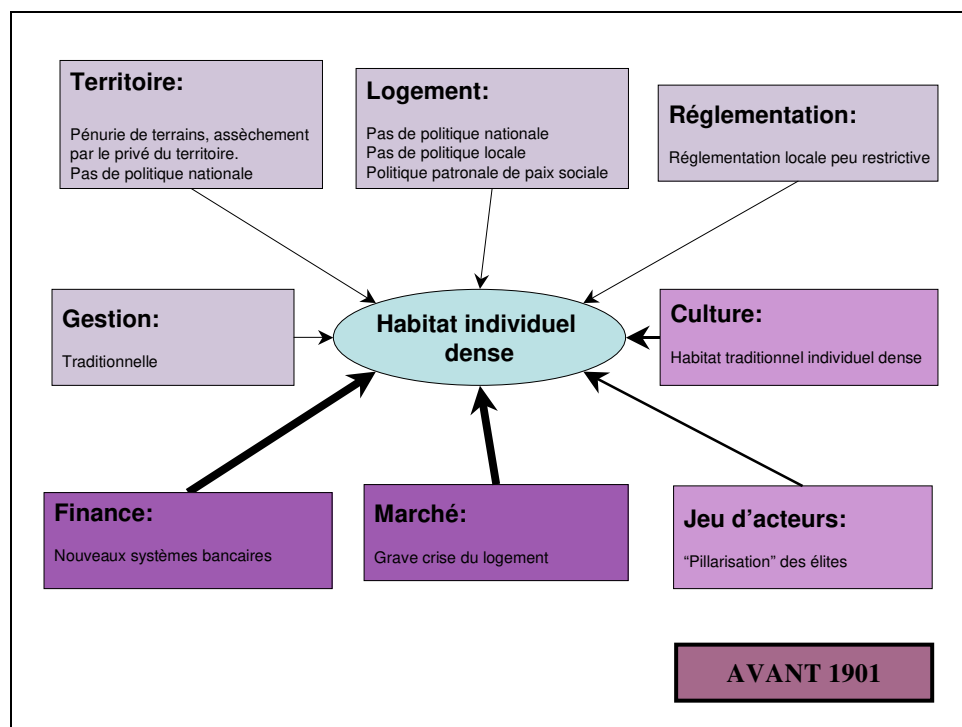 Territoire:
Pénurie de terrains, assèchement
par le privé du territoire.
Pas de politique nationale
Logement:
Pas de politique nationale
Pas de politique locale
Politique patronale de paix sociale
Réglementation:
Réglementation locale peu restrictive
Gestion:
Traditionnelle
Habitat individuel
dense
Culture:
Habitat traditionnel individuel dense
Finance:
Nouveaux systèmes bancaires
Marché:
Grave crise du logement
Jeu d’acteurs:
“Pillarisation” des élites
AVANT 1901